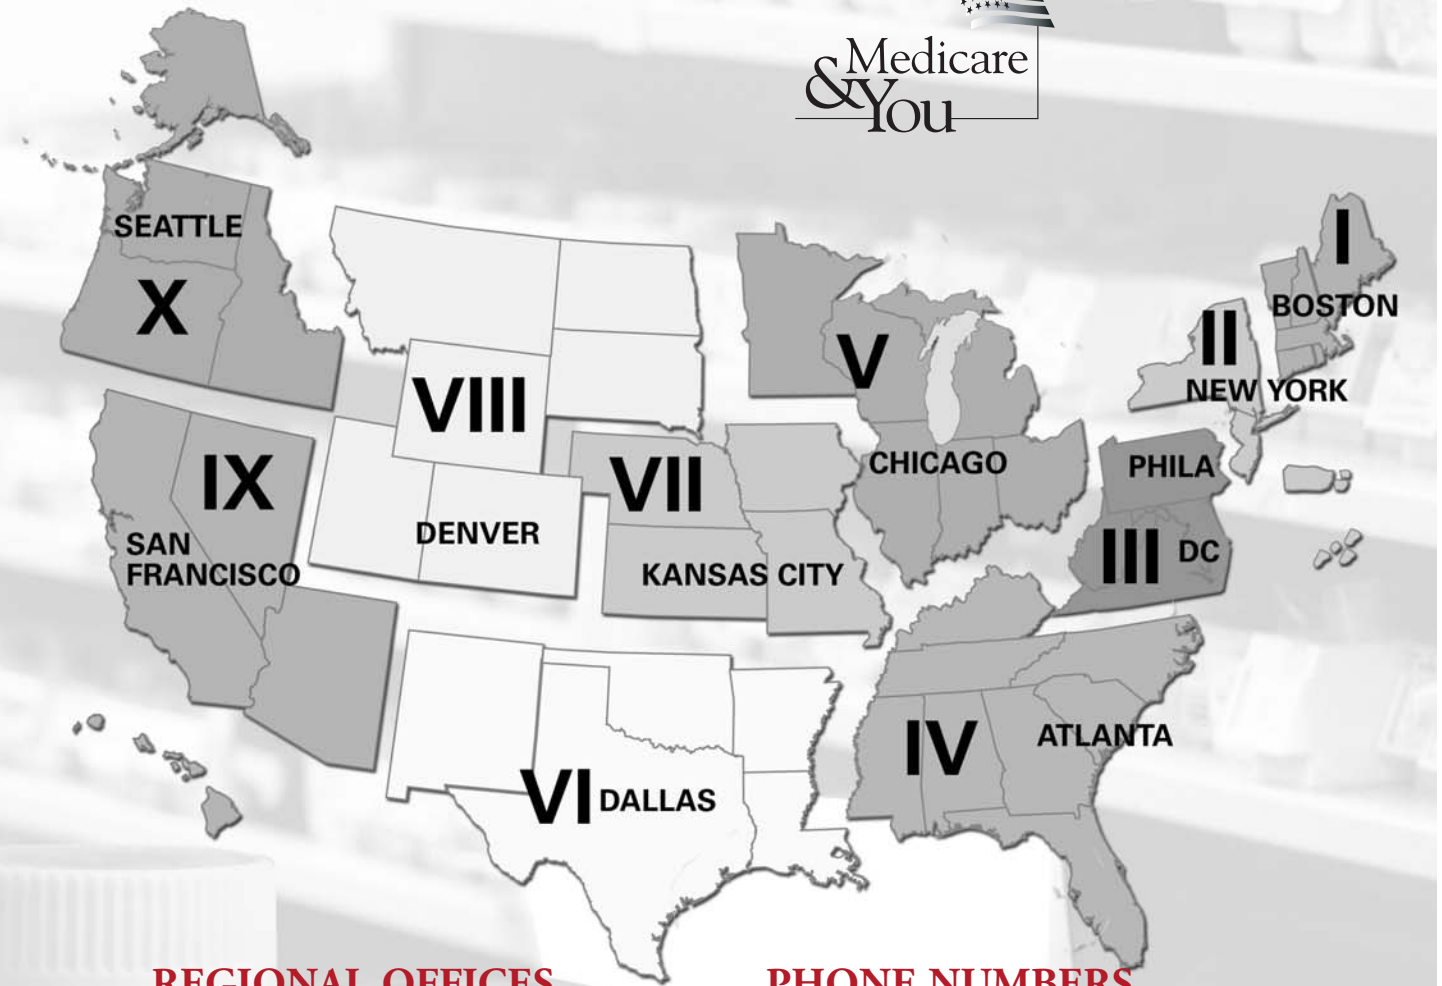 Medicare
&You
I
BOSTON
SEATTLE
X
II
NEW YORK
V
VIII
IX
VII
CHICAGO
PHILA
DENVER
SAN
FRANCISCO
KANSAS CITY
III DC
IV
ATLANTA
VI DALLAS
REGIONAL OFFICES
PHONE NUMBERS